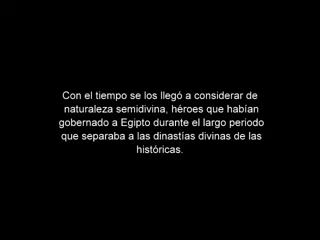 Con el tiempo se los llegó a considerar de
naturaleza semidivina, héroes que habían
gobernado a Egipto durante el largo periodo
que separaba a las dinastías divinas de las
históricas.